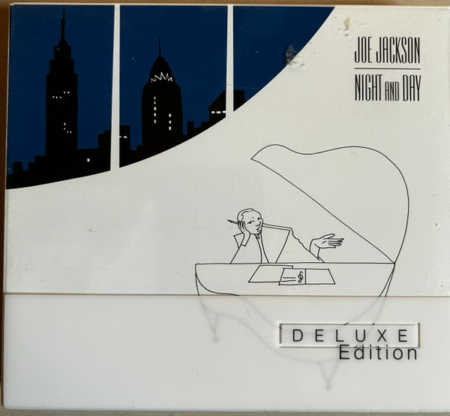 JOE JACKSON
NIGHT AND DAY
DELUXE
Edition